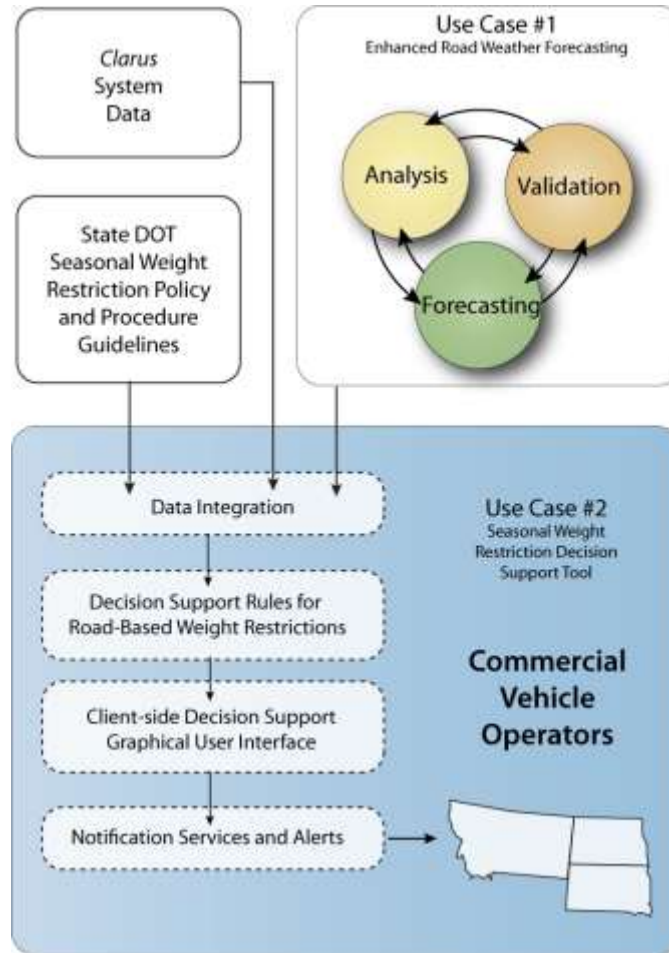 Clarus
System
Data
State DOT
Seasonal Weight
Restriction Policy
and Procedure
Guidelines
Use Case #1
Enhanced Road Weather Forecasting
Analysis
Validation
Forecasting
Data Integration
Decision Support Rules for
Road-Based Weight Restrictions
Client-side Decision Support
Graphical User Interface
Notification Services and Alerts
Use Case #2
Seasonal Weight
Restriction Decision
Support Tool
Commercial
Vehicle
Operators